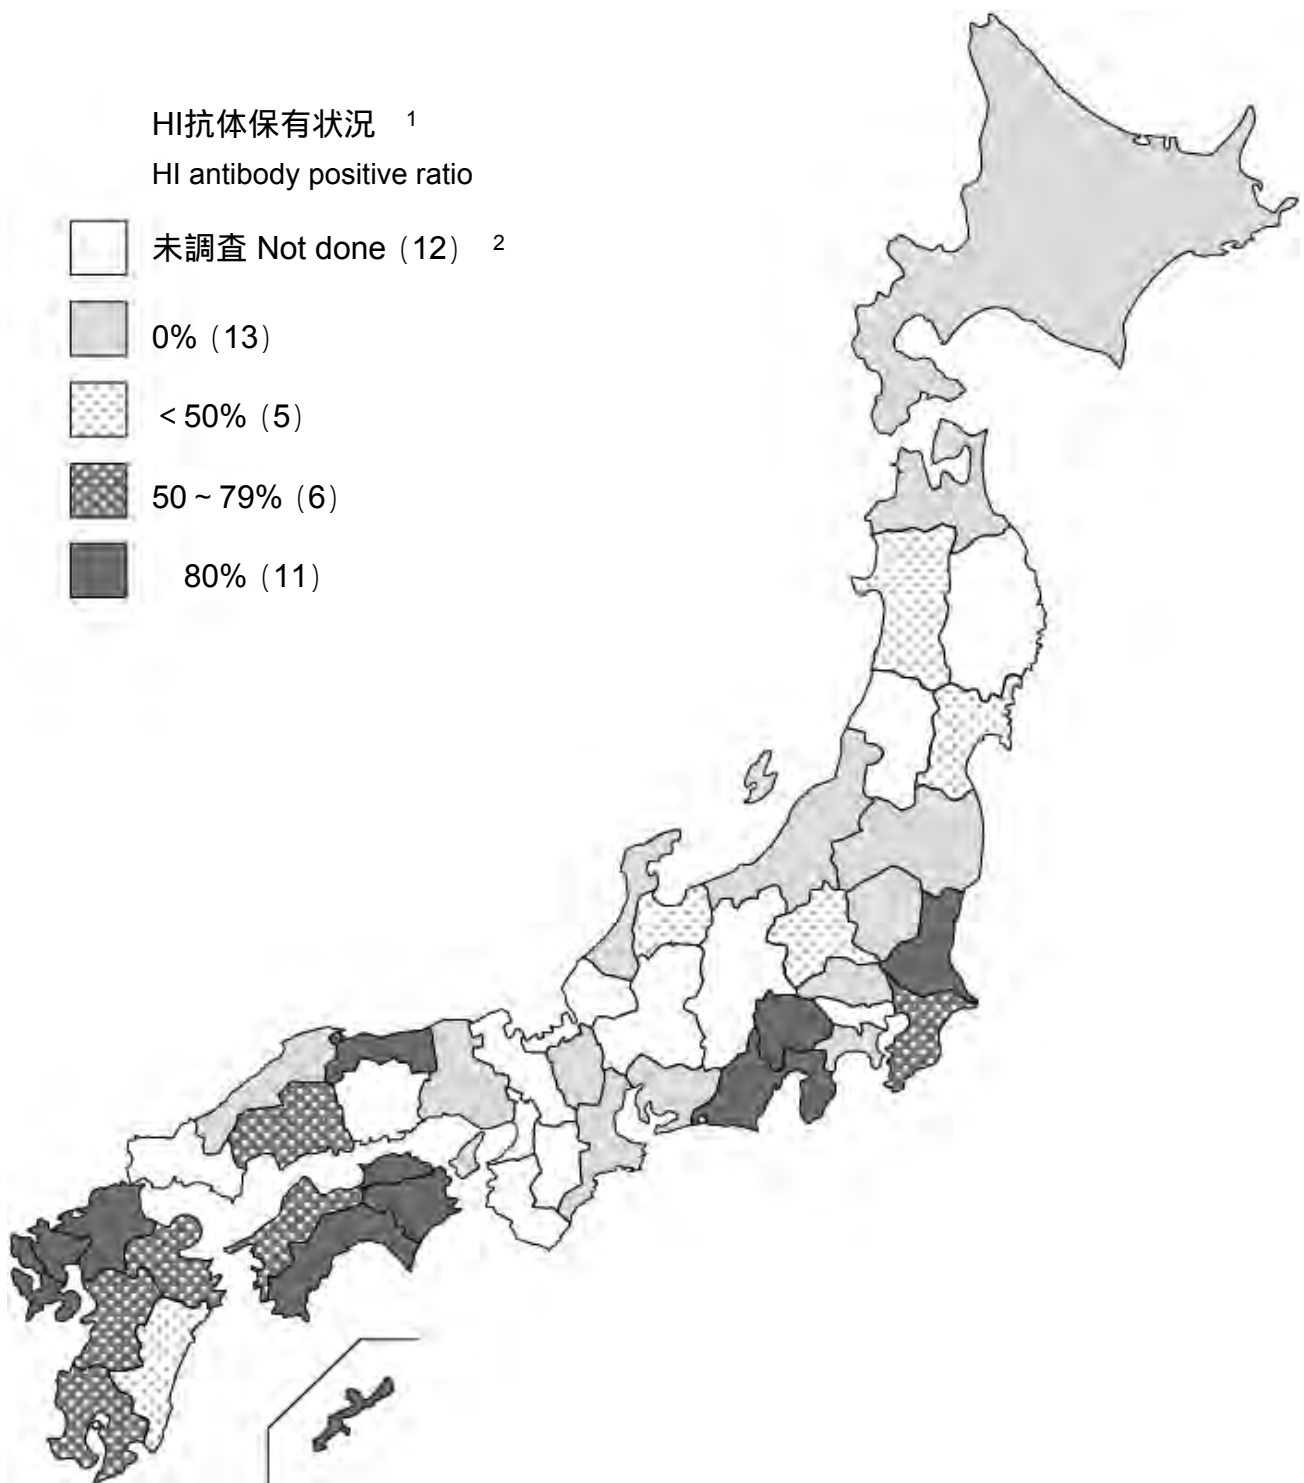 HI抗体保有状況 1
HI antibody positive ratio
未調査 Not done (12) 2
0% (13)
<50% (5)
50~79% (6)
80% (11)